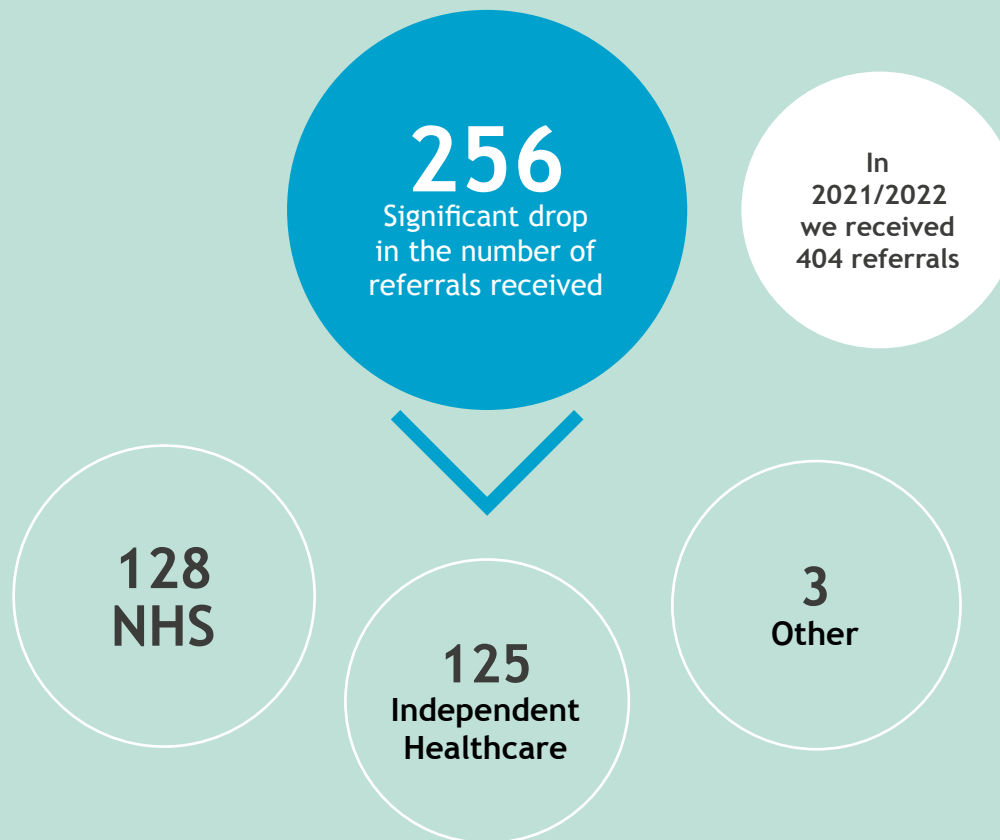 256
Significant drop
in the number of
referrals received
In
2021/2022
we received
404 referrals
128
NHS
125
Independent
Healthcare
3
Other